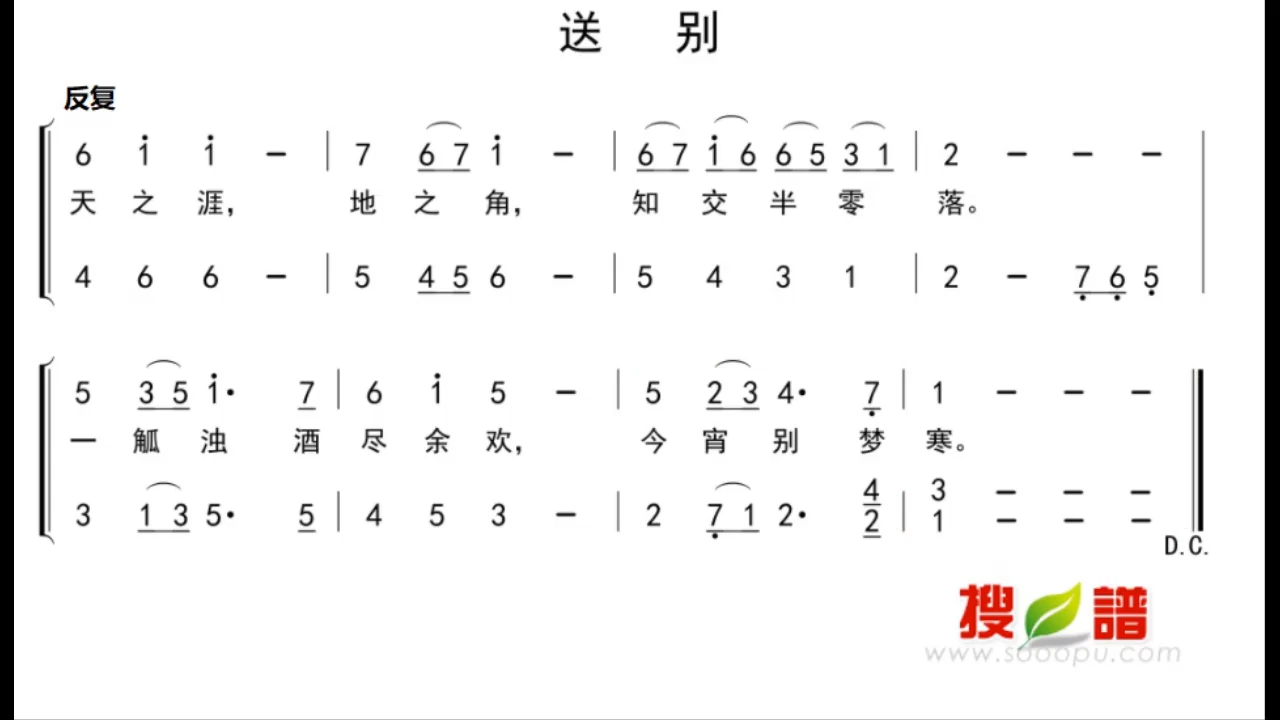 送 别
反复
6 i i - | 7 6 7 i - | 6 7 i 6 6 5 3 1 | 2 - - - |
天 之 涯, 地 之 角, 知 交 半 零 落。
4 6 6 - | 5 4 5 6 - | 5 4 3 1 | 2 - 7 6 5 |
5 3 5 i· 7 | 6 i 5 - | 5 2 3 4· 7 | 1 - - - ‖
一 觚 浊 酒 尽 余 欢, 今 宵 别 梦 寒。
4 3 - - -
3 1 3 5· 5 | 4 5 3 - | 2 7 1 2· 2 | 1 - - -
D.C.
搜 譜
www.sooopu.com